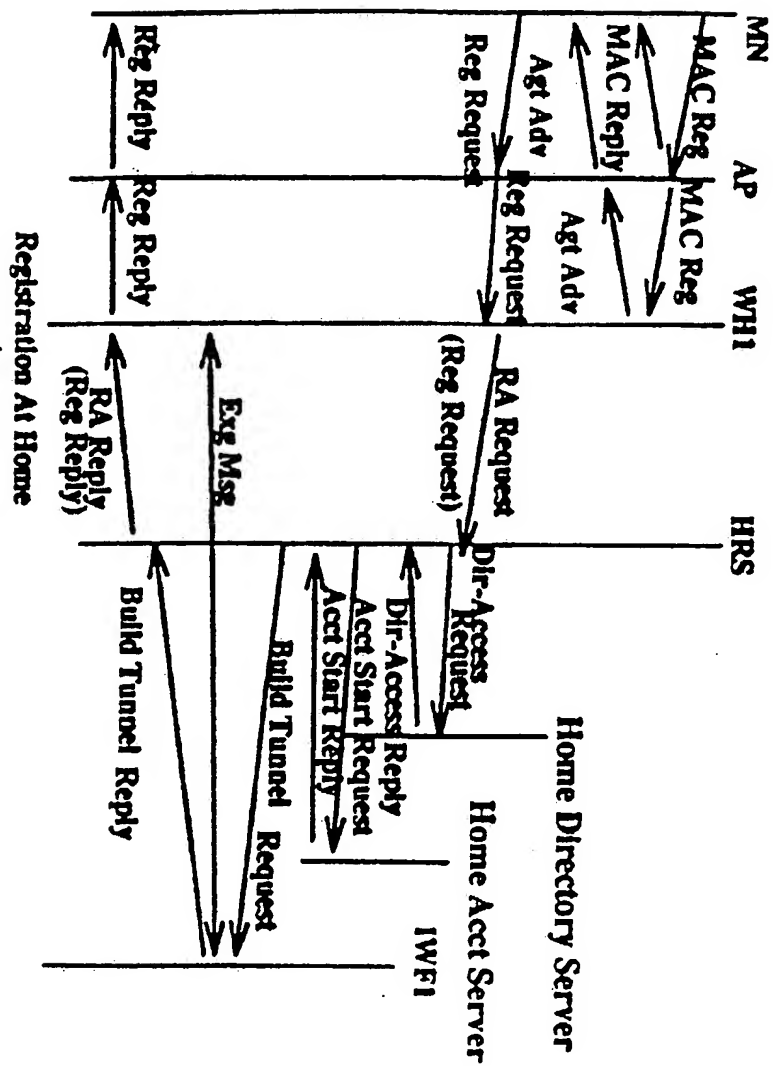 MN
AP
WH1
HRS
Home Directory Server
Home Acct Server
IWF1
MAC Reg
MAC Reg
MAC Reply
Agt Adv
Agt Adv
Reg Request
Reg Request
RA Request
(Reg Request)
Dir-Access
Request
Dir-Access Reply
Acct Start Request
Acct Start Reply
Build Tunnel Request
Exg Msg
Build Tunnel Reply
RA Reply
(Reg Reply)
Reg Reply
Reg Reply
Registration At Home